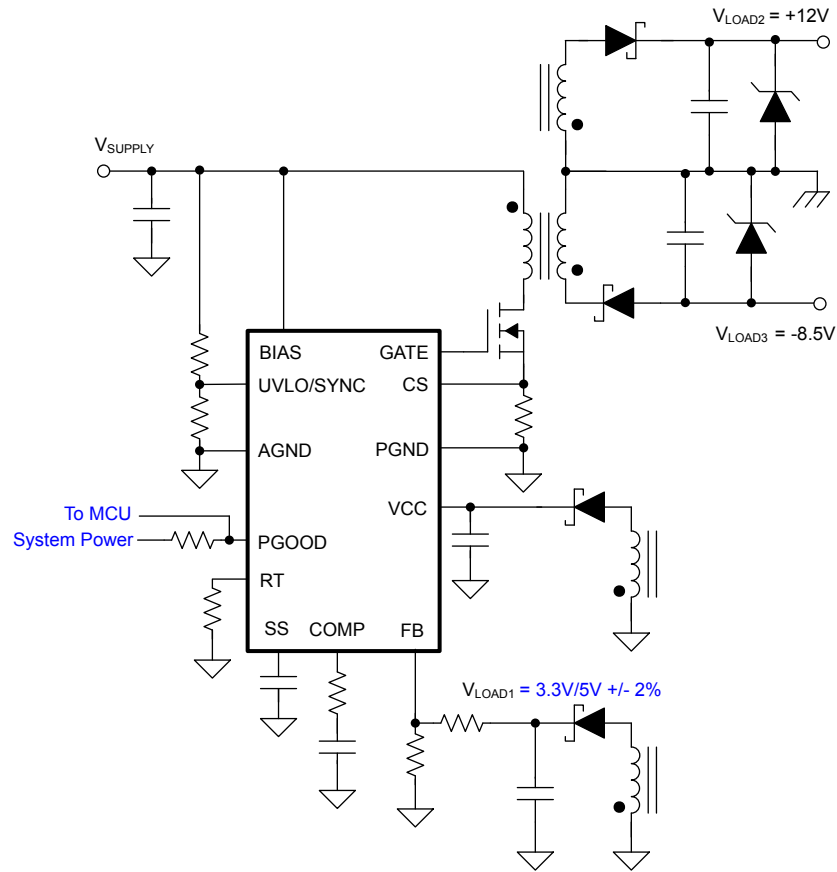 VLOAD2 = +12V
VSUPPLY
VLOAD3 = -8.5V
BIAS
GATE
UVLO/SYNC
CS
AGND
PGND
VCC
To MCU
System Power
PGOOD
RT
SS
COMP
FB
VLOAD1 = 3.3V/5V +/- 2%